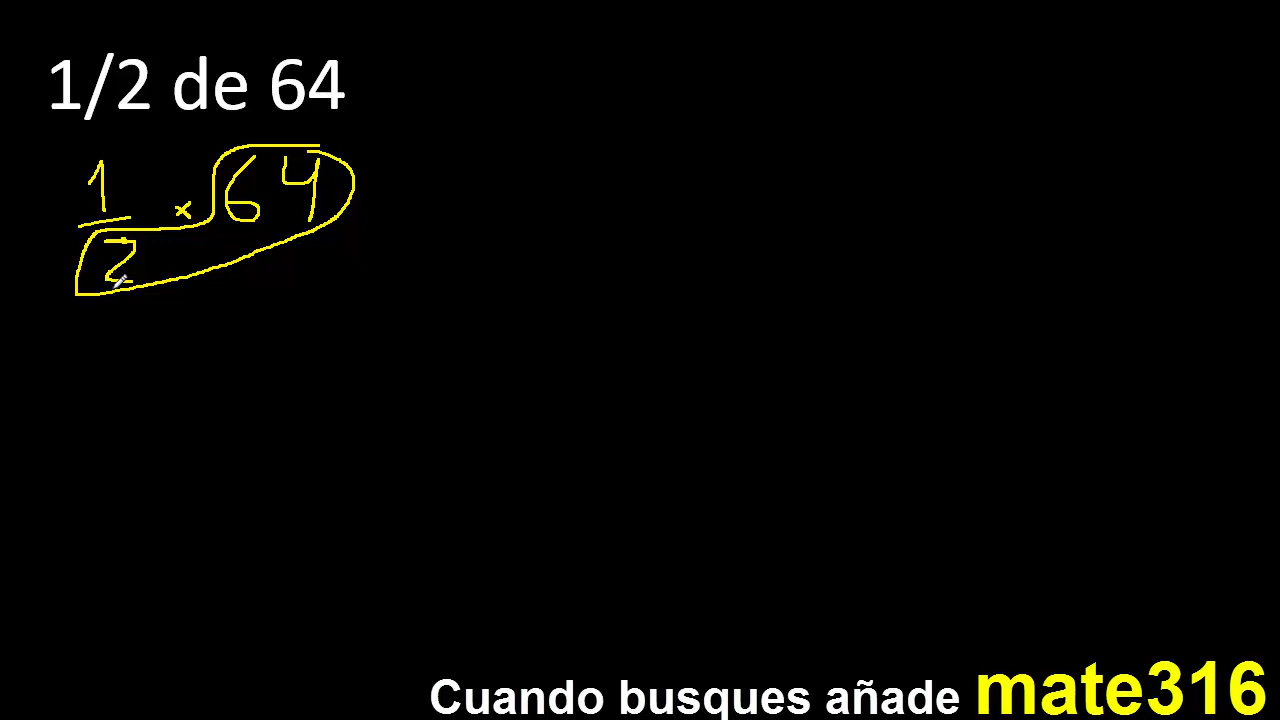 1/2 de 64
1
× 64
2
Cuando busques añade mate316